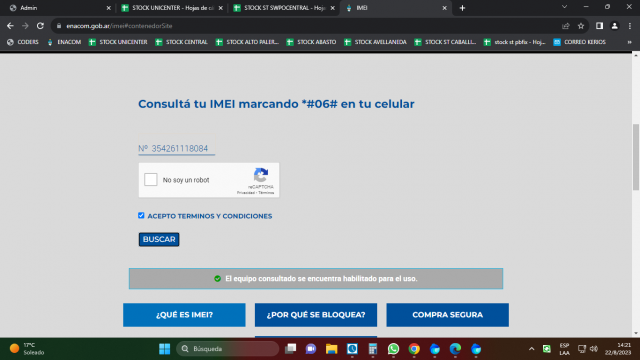 Admin
STOCK UNICENTER - Hojas de cá
STOCK ST SWPOCENTRAL - Hoja
IMEI
enacom.gob.ar/imei#contenedorSite
CODERS
ENACOM
STOCK UNICENTER
STOCK CENTRAL
STOCK ALTO PALER...
STOCK ABASTO
STOCK AVELLANEDA
STOCK ST CABALLI...
stock st pbfix - Hoj...
CORREO KERIOS
Consultá tu IMEI marcando *#06# en tu celular
Nº 354261118084
No soy un robot
reCAPTCHA
Privacidad - Términos
ACEPTO TERMINOS Y CONDICIONES
BUSCAR
El equipo consultado se encuentra habilitado para el uso.
¿QUÉ ES IMEI?
¿POR QUÉ SE BLOQUEA?
COMPRA SEGURA
17°C
Soleado
Búsqueda
ESP
LAA
14:21
22/8/2023